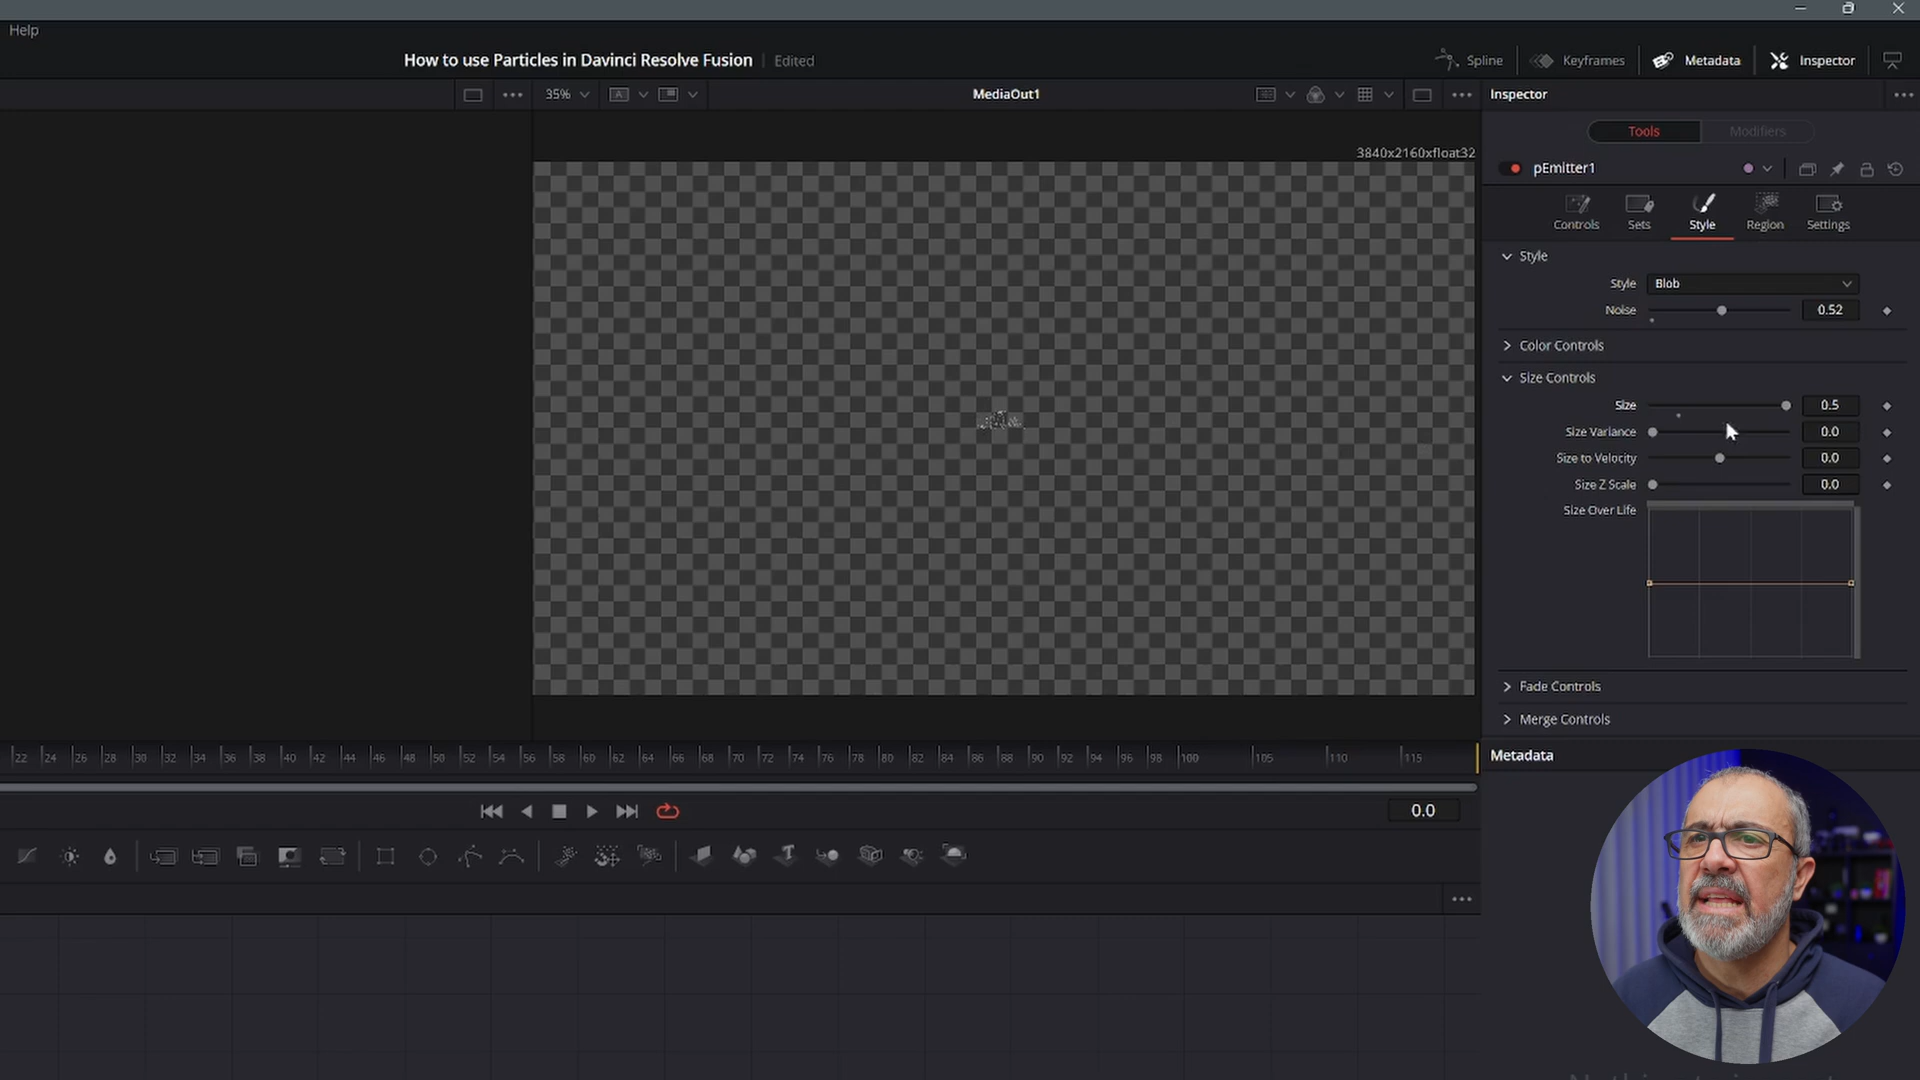 Help
How to use Particles in Davinci Resolve Fusion Edited
Spline Keyframes Metadata Inspector
35% A MediaOut1
Inspector
Tools Modifiers
3840x2160xfloat32
pEmitter1
Controls Sets Style Region Settings
Style
Style Blob
Noise 0.52
Color Controls
Size Controls
Size 0.5
Size Variance 0.0
Size to Velocity 0.0
Size Z Scale 0.0
Size Over Life
Fade Controls
Merge Controls
22 24 26 28 30 32 34 36 38 40 42 44 46 48 50 52 54 56 58 60 62 64 66 68 70 72 74 76 78 80 82 84 86 88 90 92 94 96 98 100 105 110 115
Metadata
0.0